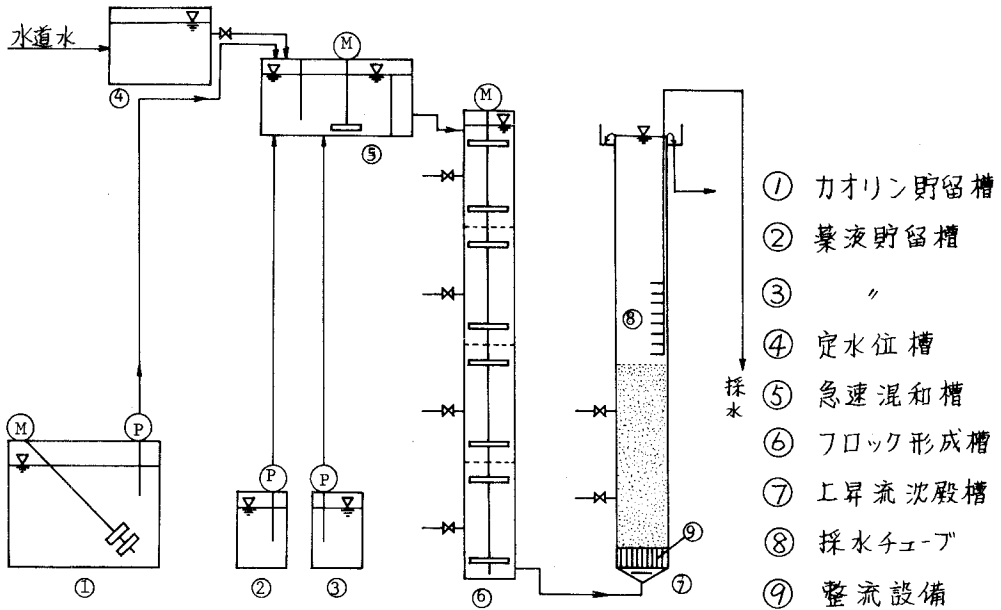 水道水
④
M
⑤
M
① カオリン貯留槽
② 薬液貯留槽
③ 〃
④ 定水位槽
⑤ 急速混和槽
⑥ フロック形成槽
⑦ 上昇流沈殿槽
⑧ 採水チューブ
⑨ 整流設備
⑧
採水
M
P
P
P
⑨
①
②
③
⑥
⑦